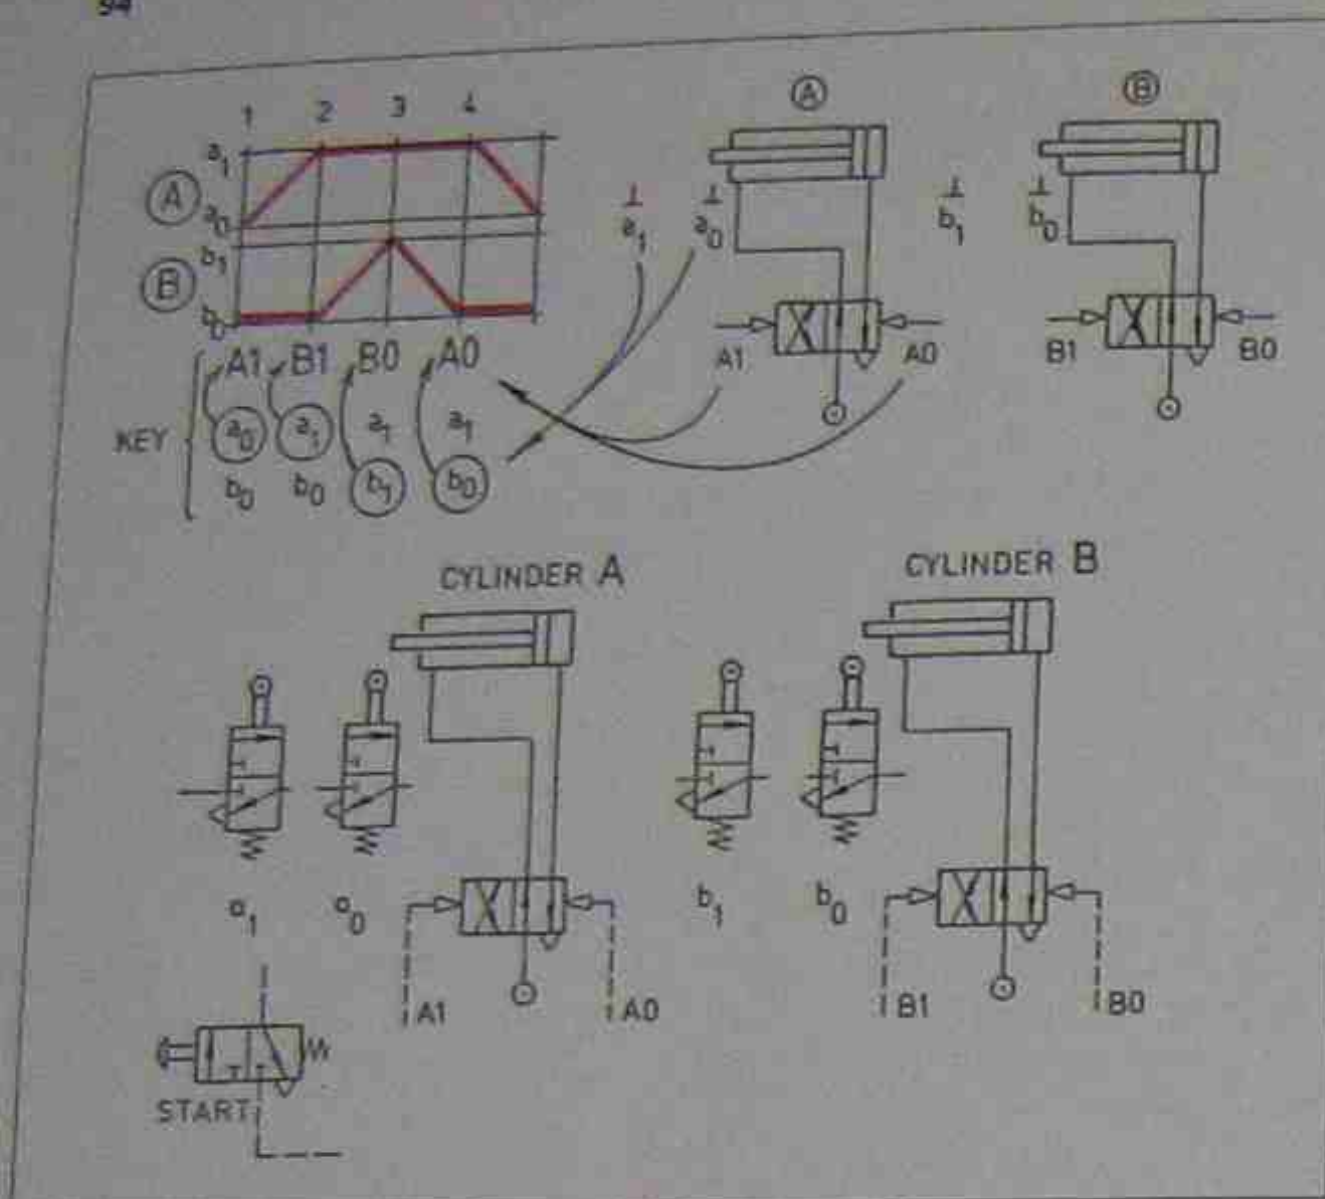 94
1 2 3 4
Ⓐ Ⓑ
a₁
Ⓐ
a₀
b₁
Ⓑ
b₀
a₁ a₀ b₁ b₀
A1 B1 B0 A0
A1 A0 B1 B0
KEY
a₀ a₁ a₁ a₁
b₀ b₀ b₁ b₀
CYLINDER A CYLINDER B
a₁ a₀ b₁ b₀
A1 A0 B1 B0
START